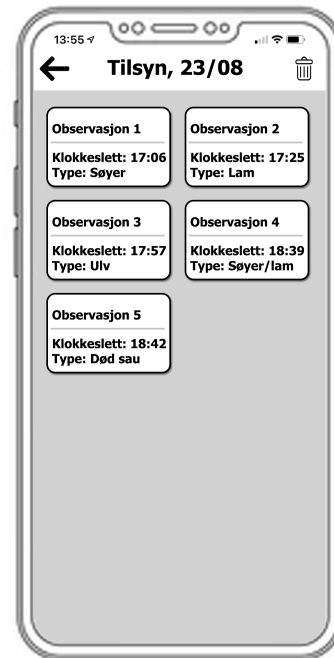 13:55
Tilsyn, 23/08
Observasjon 1
Klokkeslett: 17:06
Type: Søyer
Observasjon 2
Klokkeslett: 17:25
Type: Lam
Observasjon 3
Klokkeslett: 17:57
Type: Ulv
Observasjon 4
Klokkeslett: 18:39
Type: Søyer/lam
Observasjon 5
Klokkeslett: 18:42
Type: Død sau